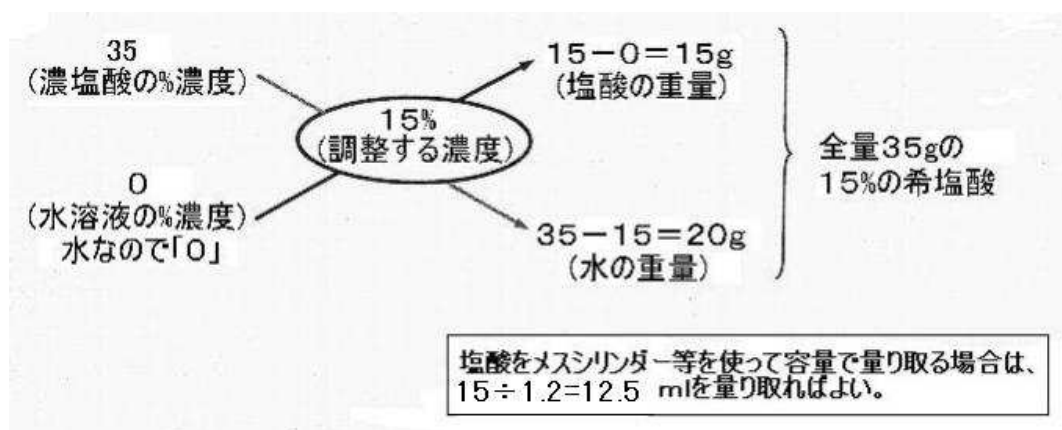 35
(濃塩酸の%濃度)
0
(水溶液の%濃度)
水なので「0」
15%
(調整する濃度)
15-0=15g
(塩酸の重量)
35-15=20g
(水の重量)
全量35gの
15%の希塩酸
塩酸をメスシリンダー等を使って容量で量り取る場合は、
15÷1.2=12.5 mlを量り取ればよい。